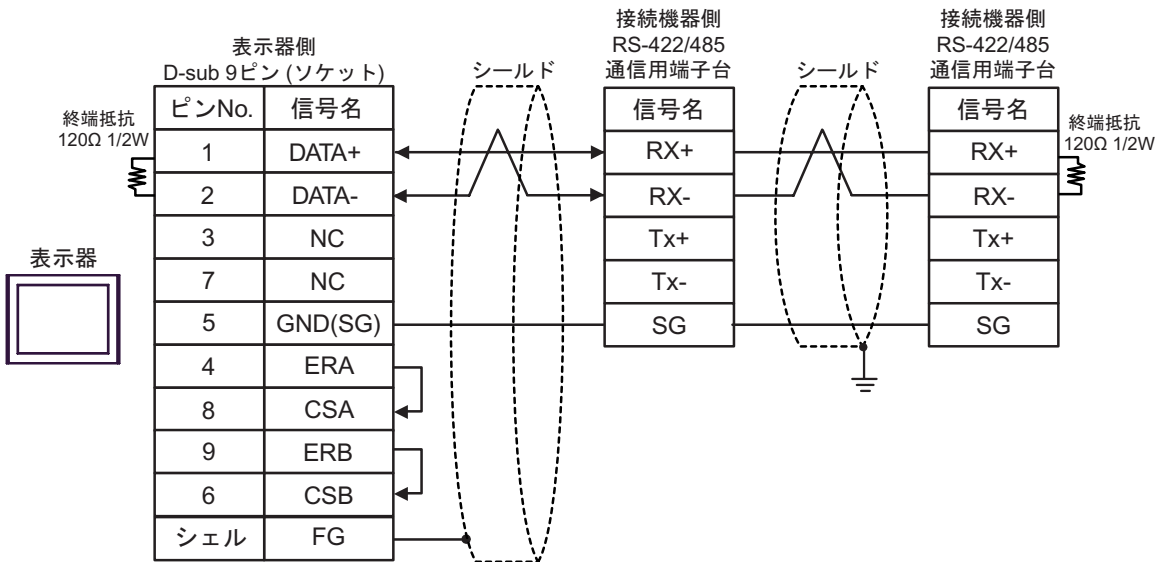 表示器側
D-sub 9ピン (ソケット)
シールド
接続機器側
RS-422/485
通信用端子台
シールド
接続機器側
RS-422/485
通信用端子台
終端抵抗
120Ω 1/2W
ピンNo. 信号名
1 DATA+
2 DATA-
3 NC
7 NC
5 GND(SG)
4 ERA
8 CSA
9 ERB
6 CSB
シェル FG
表示器
信号名
RX+
RX-
Tx+
Tx-
SG
信号名
RX+
RX-
Tx+
Tx-
SG
終端抵抗
120Ω 1/2W